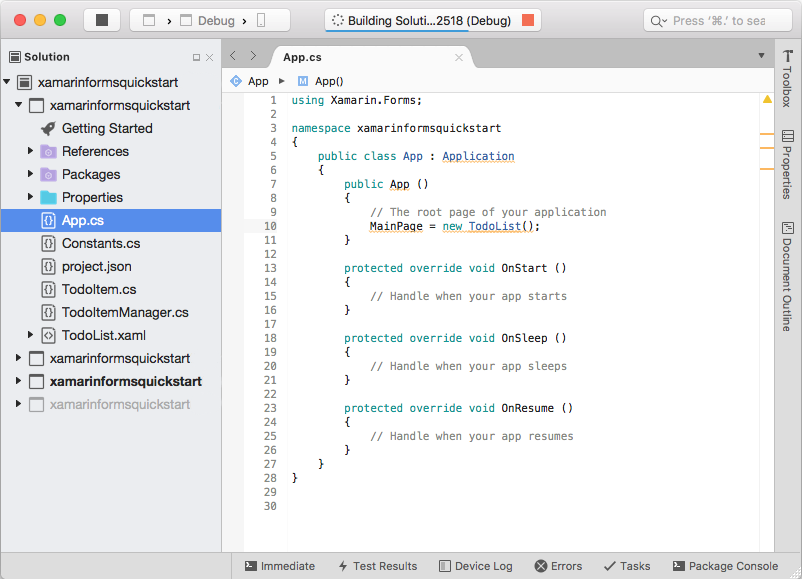 Debug
Building Soluti...2518 (Debug)
Press ‘⌘.’ to sea
Solution
xamarinformsquickstart
xamarinformsquickstart
Getting Started
References
Packages
Properties
App.cs
Constants.cs
project.json
TodoItem.cs
TodoItemManager.cs
TodoList.xaml
xamarinformsquickstart
xamarinformsquickstart
xamarinformsquickstart
App.cs
C App M App()
1 using Xamarin.Forms;
2
3 namespace xamarinformsquickstart
4 {
5 public class App : Application
6 {
7 public App ()
8 {
9 // The root page of your application
10 MainPage = new TodoList();
11 }
12
13 protected override void OnStart ()
14 {
15 // Handle when your app starts
16 }
17
18 protected override void OnSleep ()
19 {
20 // Handle when your app sleeps
21 }
22
23 protected override void OnResume ()
24 {
25 // Handle when your app resumes
26 }
27 }
28 }
29
30
Toolbox
Properties
Document Outline
Immediate
Test Results
Device Log
Errors
Tasks
Package Console